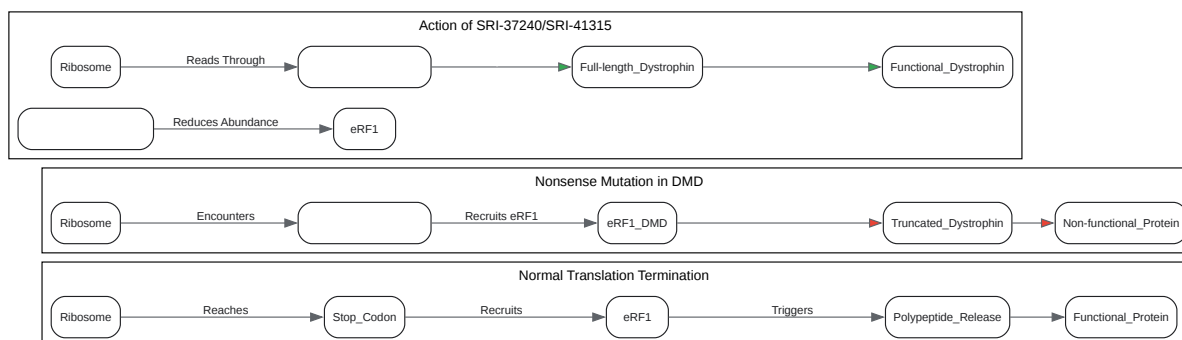 Action of SRI-37240/SRI-41315
Ribosome
Reads Through
Full-length_Dystrophin
Functional_Dystrophin
Reduces Abundance
eRF1
Nonsense Mutation in DMD
Ribosome
Encounters
Recruits eRF1
eRF1_DMD
Truncated_Dystrophin
Non-functional_Protein
Normal Translation Termination
Ribosome
Reaches
Stop_Codon
Recruits
eRF1
Triggers
Polypeptide_Release
Functional_Protein